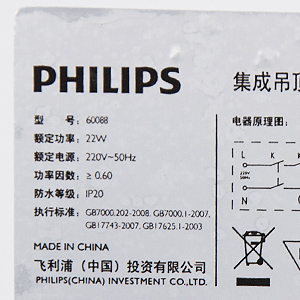 PHILIPS
集成吊顶
型 号: 60088
额定功率: 22W
额定电源: 220V~50Hz
功率因数: ≥ 0.60
防水等级: IP20
执行标准: GB7000.202-2008, GB7000.1-2007,
GB17743-2007, GB17625.1-2003
MADE IN CHINA
飞利浦(中国)投资有限公司
PHILIPS(CHINA) INVESTMENT CO.,LTD.
电器原理图:
L K K
220V
50Hz
N